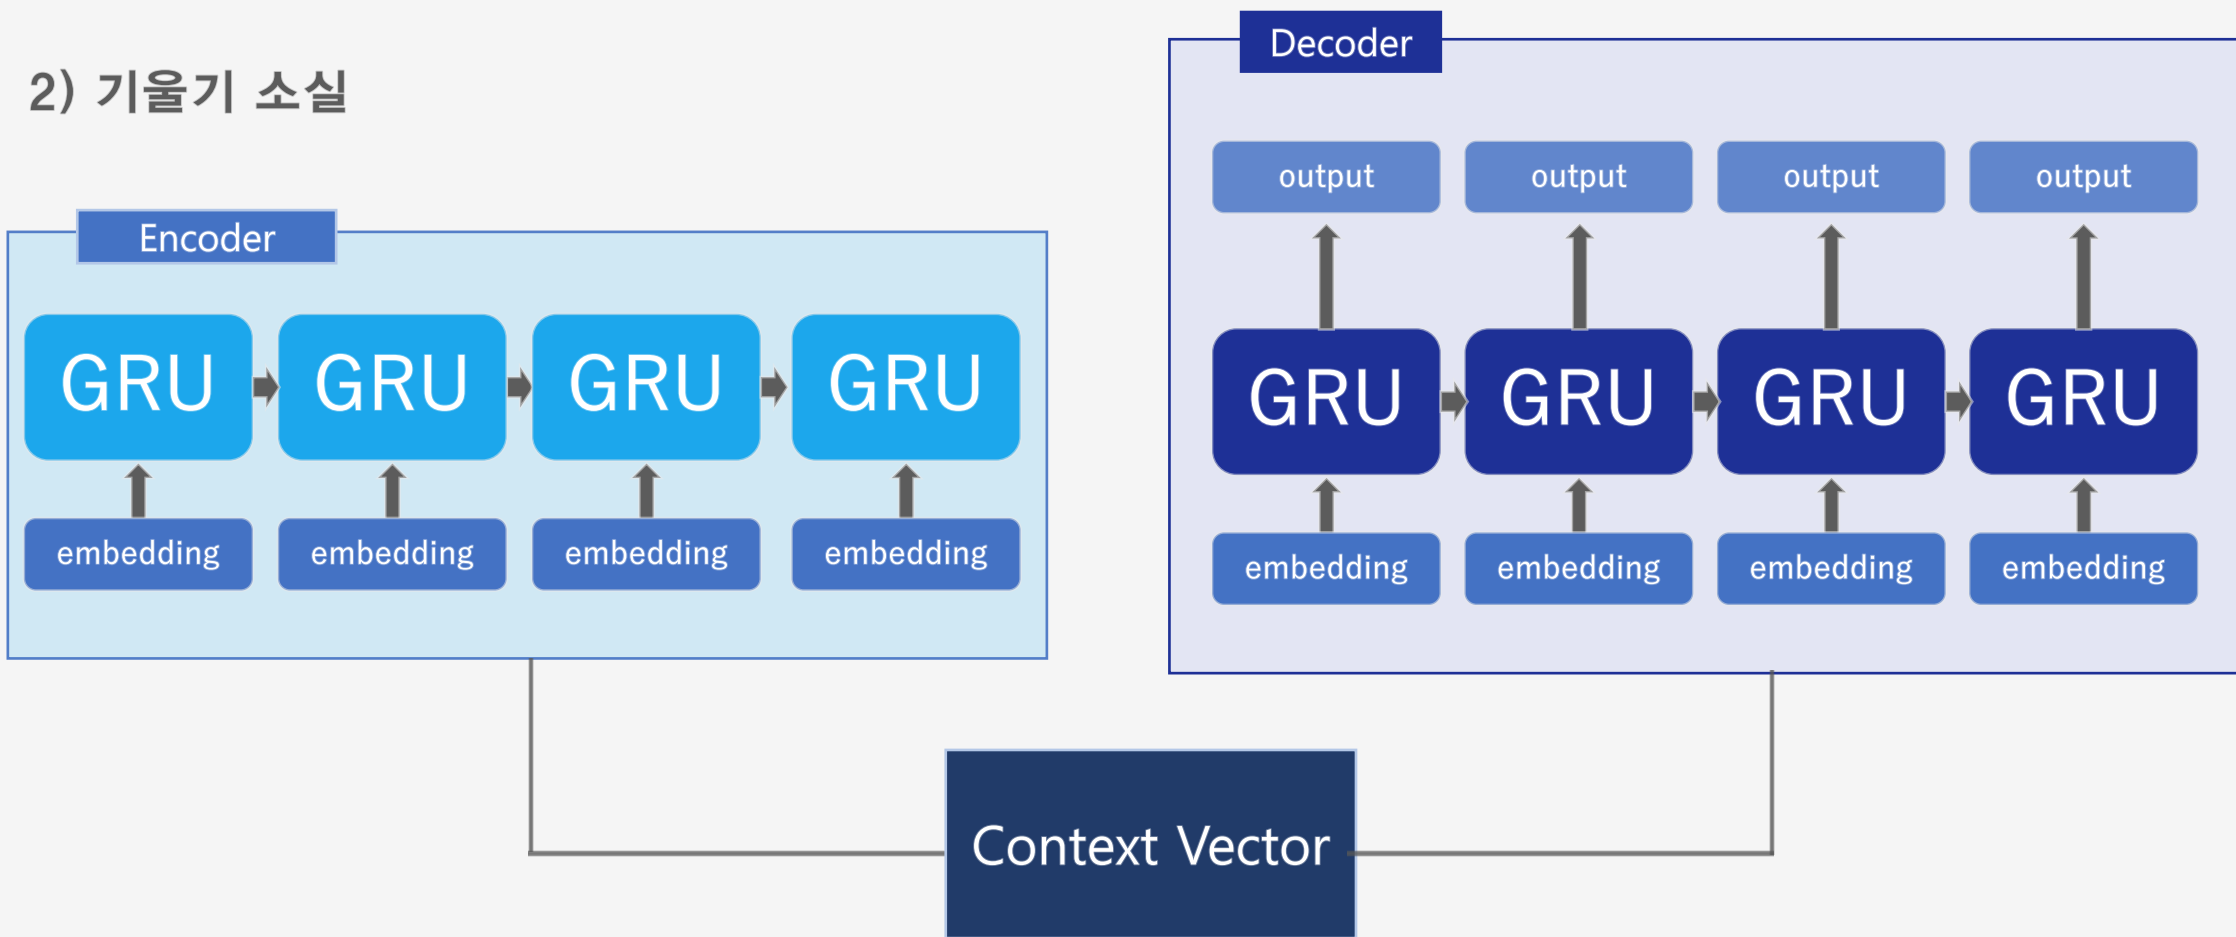 2) 기울기 소실
Encoder
GRU GRU GRU GRU
embedding embedding embedding embedding
Decoder
output output output output
GRU GRU GRU GRU
embedding embedding embedding embedding
Context Vector